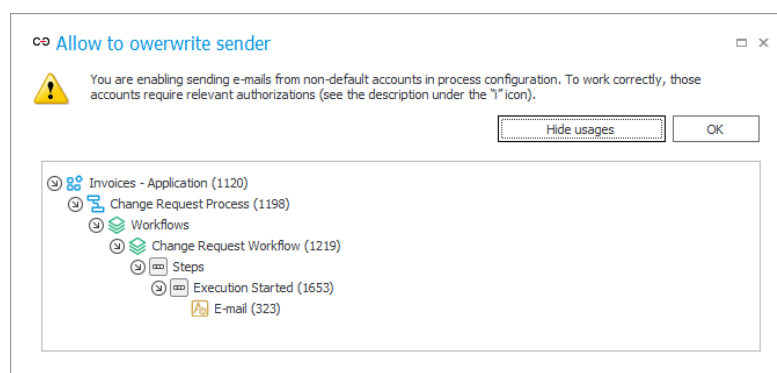 Allow to owerwrite sender
You are enabling sending e-mails from non-default accounts in process configuration. To work correctly, those
accounts require relevant authorizations (see the description under the "i" icon).
Hide usages OK
Invoices - Application (1120)
Change Request Process (1198)
Workflows
Change Request Workflow (1219)
Steps
Execution Started (1653)
E-mail (323)